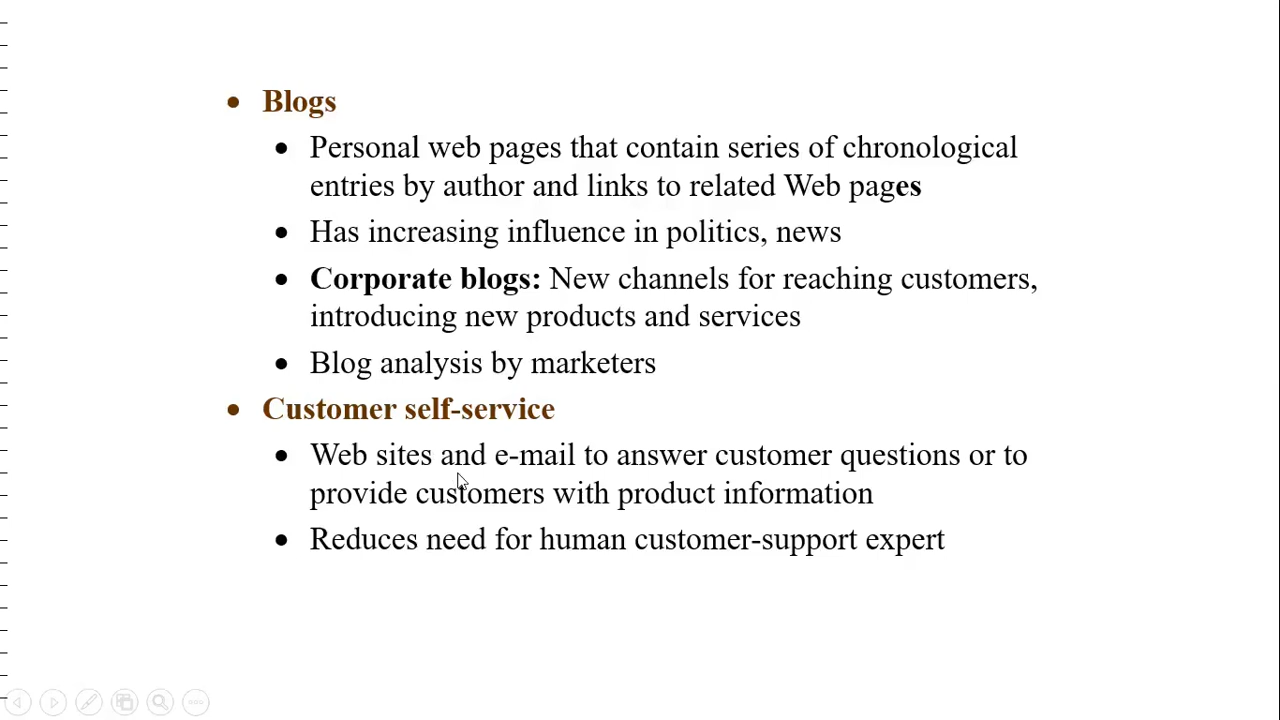 • Blogs
• Personal web pages that contain series of chronological
entries by author and links to related Web pages
• Has increasing influence in politics, news
• Corporate blogs: New channels for reaching customers,
introducing new products and services
• Blog analysis by marketers
• Customer self-service
• Web sites and e-mail to answer customer questions or to
provide customers with product information
• Reduces need for human customer-support expert